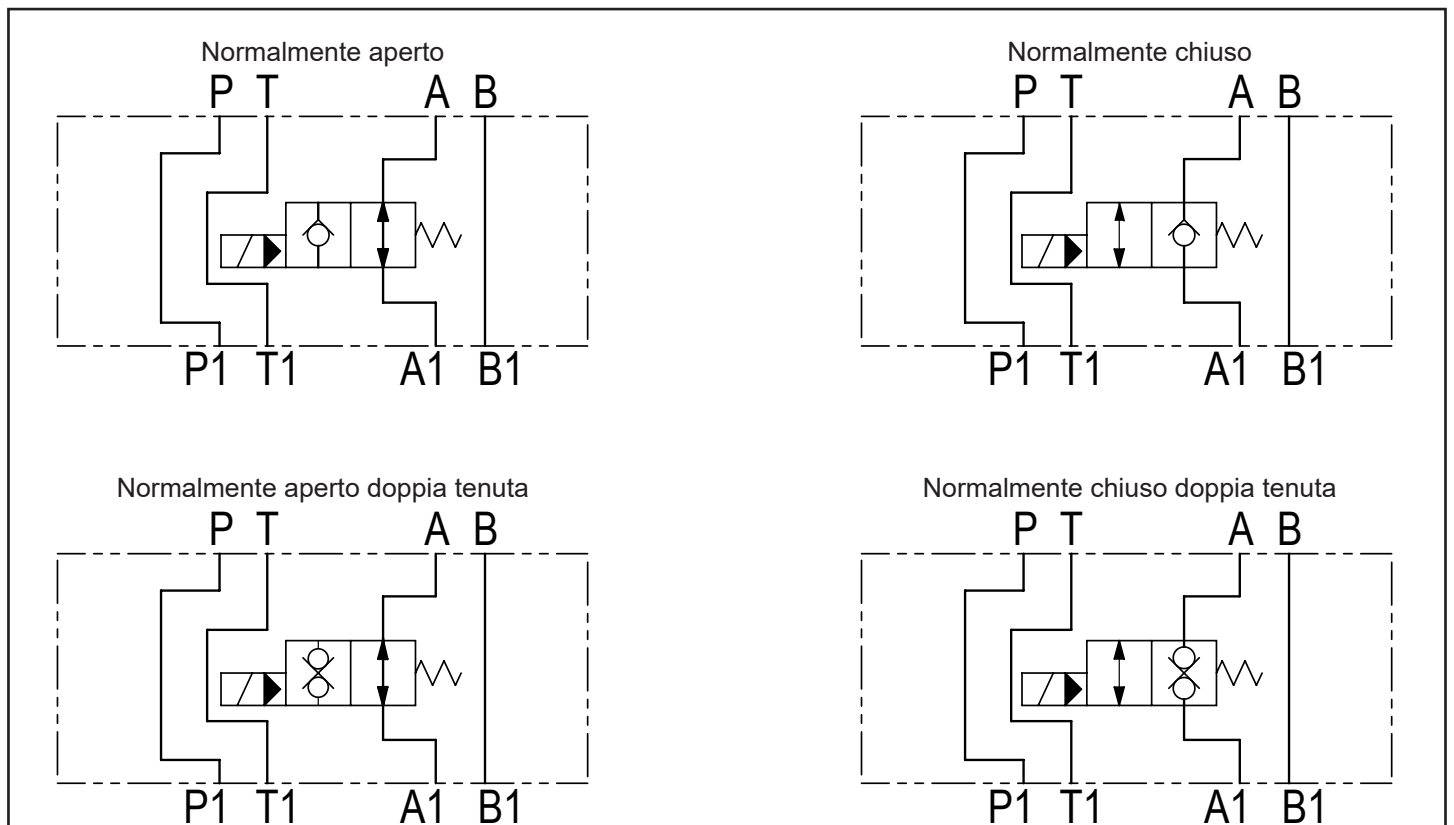 Normalmente aperto
P T A B
P1 T1 A1 B1
Normalmente chiuso
P T A B
P1 T1 A1 B1
Normalmente aperto doppia tenuta
P T A B
P1 T1 A1 B1
Normalmente chiuso doppia tenuta
P T A B
P1 T1 A1 B1